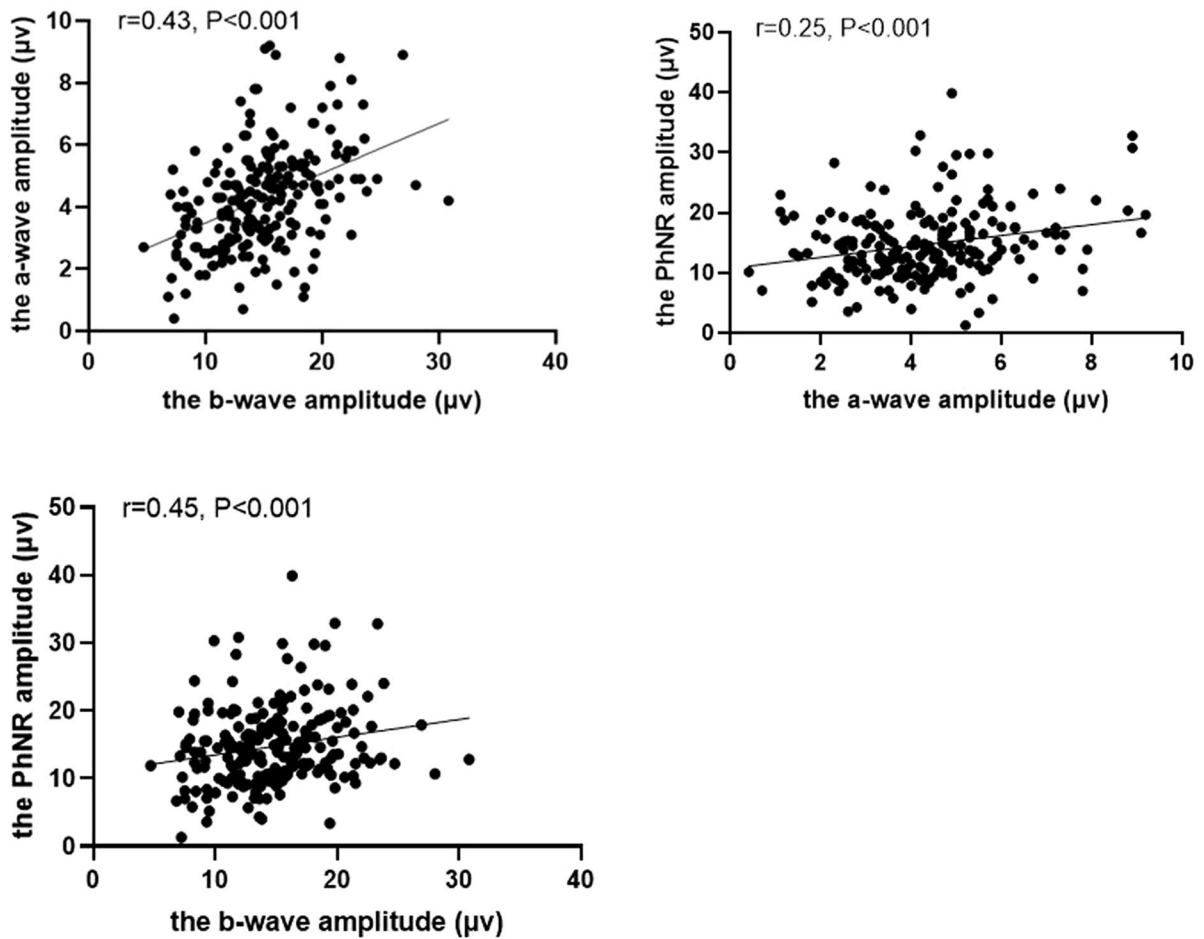 r=0.43, P<0.001
the a-wave amplitude (μv)
10
8
6
4
2
0
0 10 20 30 40
the b-wave amplitude (μv)
r=0.25, P<0.001
the PhNR amplitude (μv)
50
40
30
20
10
0
0 2 4 6 8 10
the a-wave amplitude (μv)
r=0.45, P<0.001
the PhNR amplitude (μv)
50
40
30
20
10
0
0 10 20 30 40
the b-wave amplitude (μv)